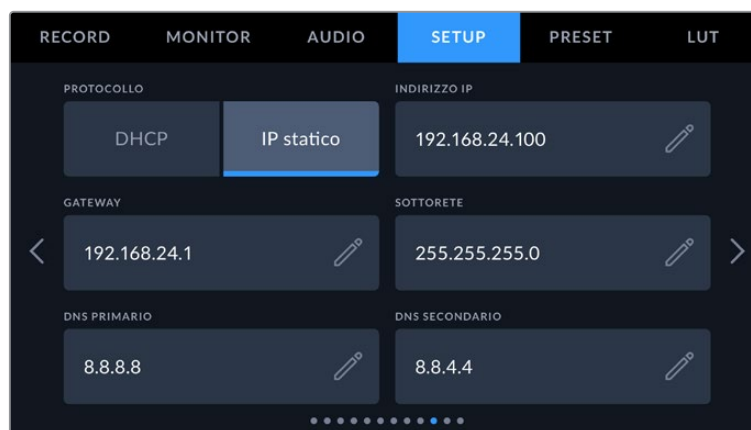 RECORD MONITOR AUDIO SETUP PRESET LUT
PROTOCOLLO INDIRIZZO IP
DHCP IP statico 192.168.24.100
GATEWAY SOTTORETE
192.168.24.1 255.255.255.0
DNS PRIMARIO DNS SECONDARIO
8.8.8.8 8.8.4.4